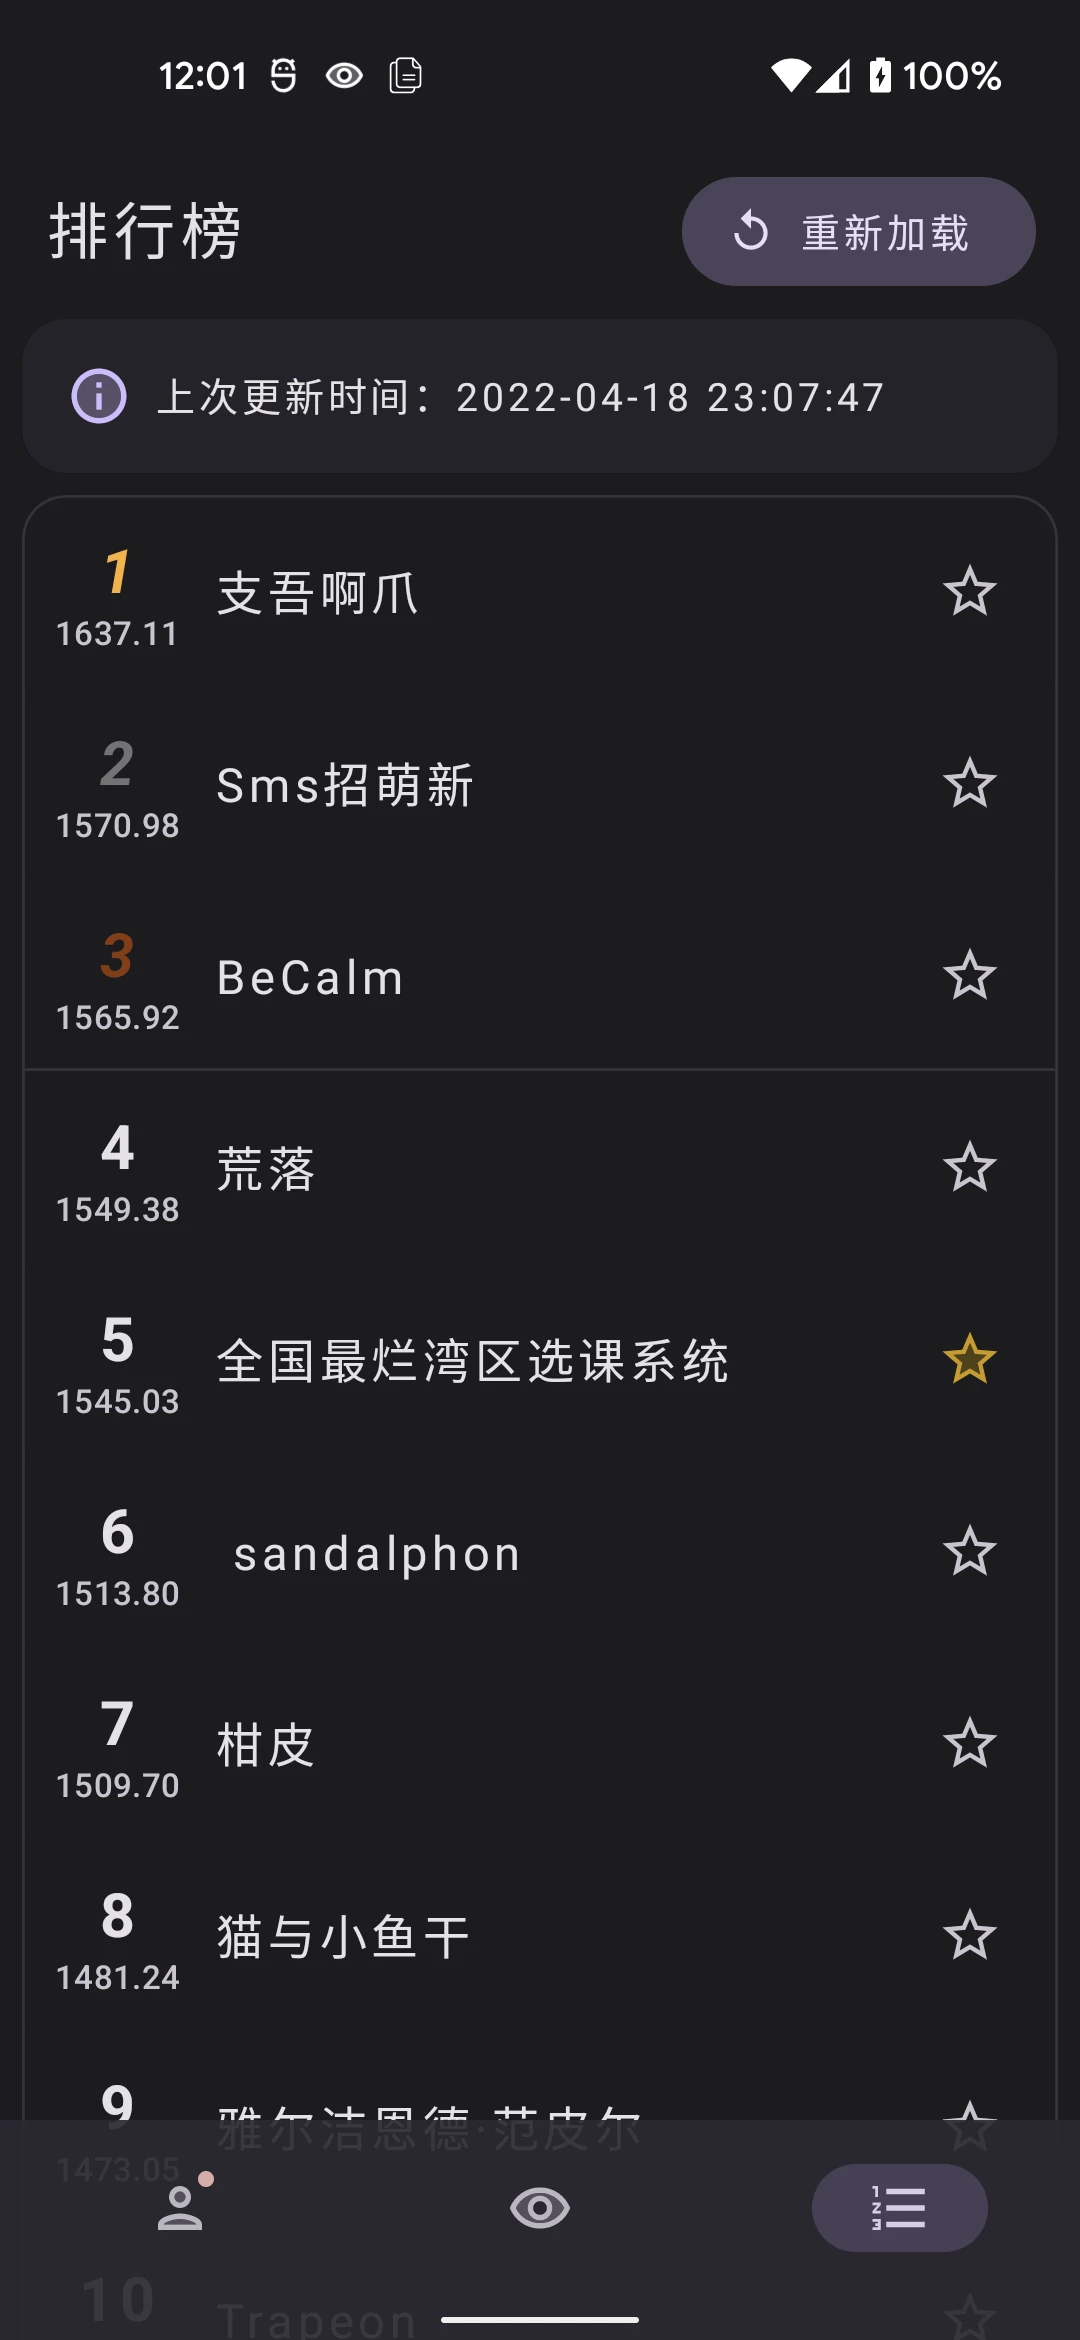 12:01 100%
排行榜
重新加载
上次更新时间：2022-04-18 23:07:47
1
1637.11
支吾啊爪
2
1570.98
Sms招萌新
3
1565.92
BeCalm
4
1549.38
荒落
5
1545.03
全国最烂湾区选课系统
6
1513.80
sandalphon
7
1509.70
柑皮
8
1481.24
猫与小鱼干
9
1473.05
雅尔洁恩德·范皮尔
10
Trapeon